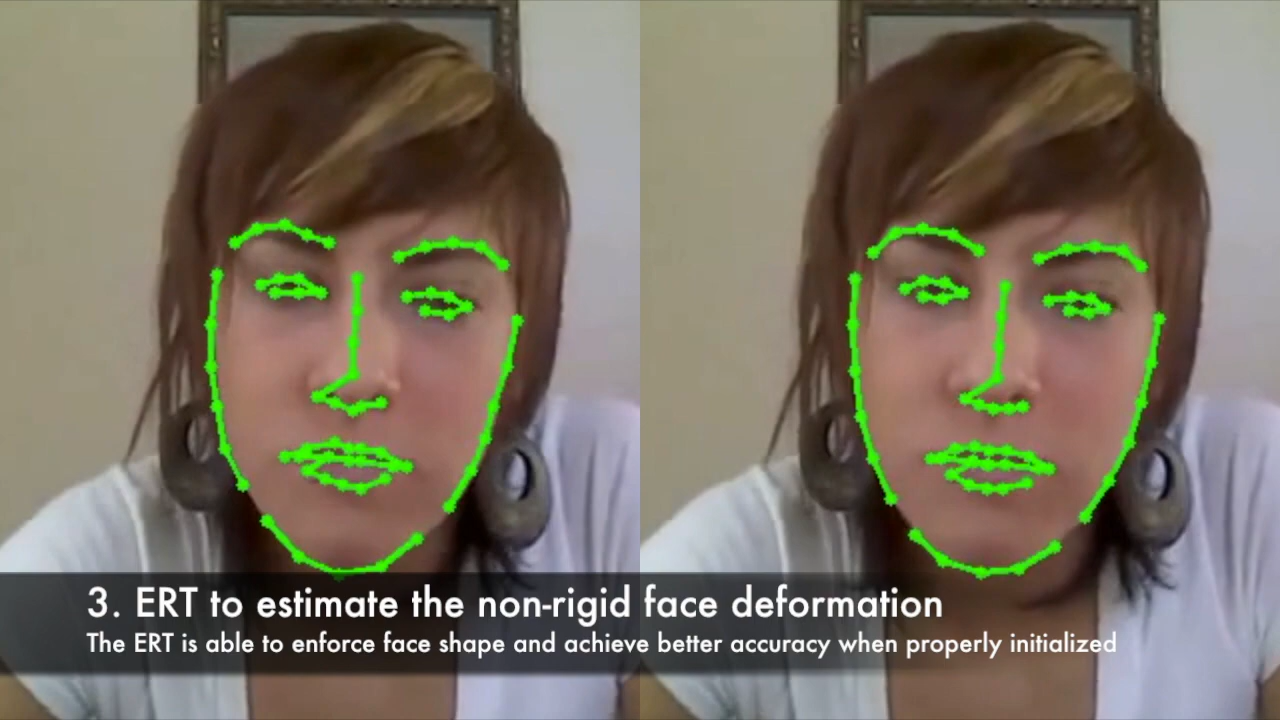 3. ERT to estimate the non-rigid face deformation
The ERT is able to enforce face shape and achieve better accuracy when properly initialized